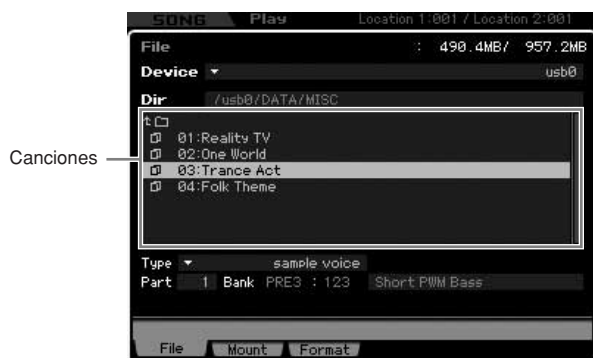 SONG Play Location 1:001 / Location 2:001
File : 490.4MB/ 957.2MB
Device usb0
Dir /usb0/DATA/MISC
Canciones
01:Reality TV
02:One World
03:Trance Act
04:Folk Theme
Type sample voice
Part 1 Bank PRE3 : 123 Short PWM Bass
File Mount Format